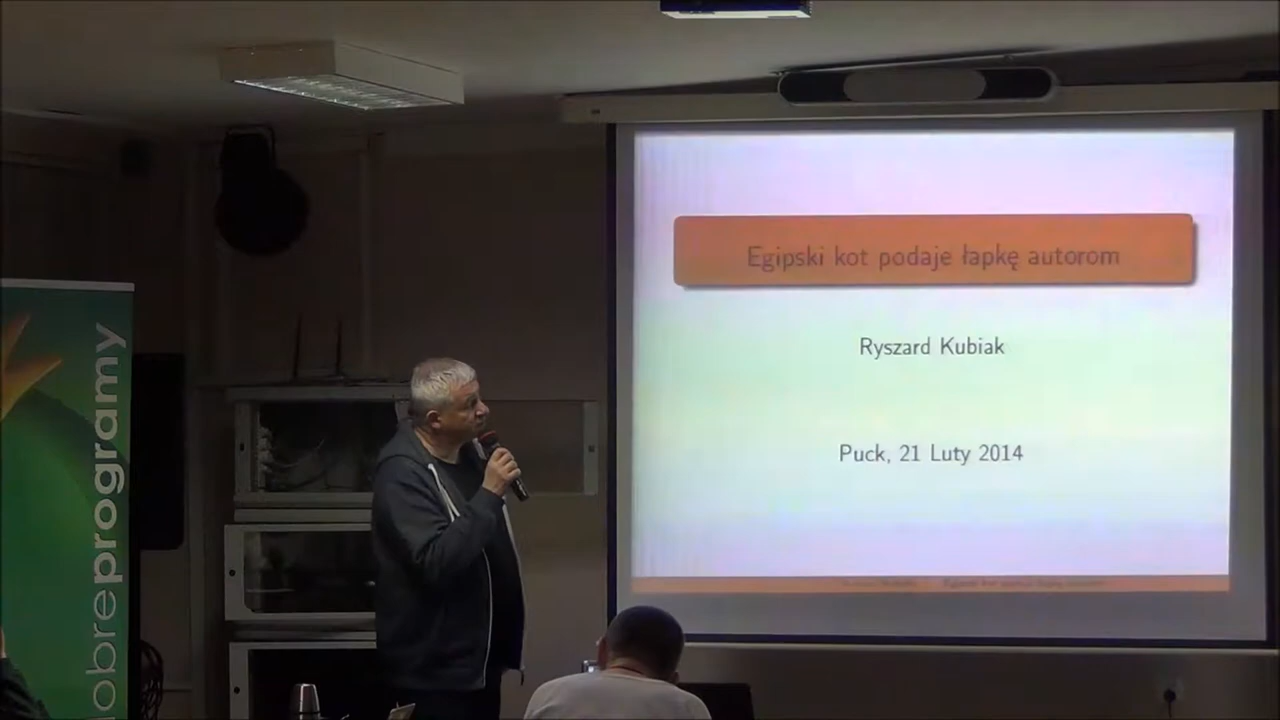 Egipski kot podaje łapkę autorom
Ryszard Kubiak
Puck, 21 Luty 2014
dobreprogramy